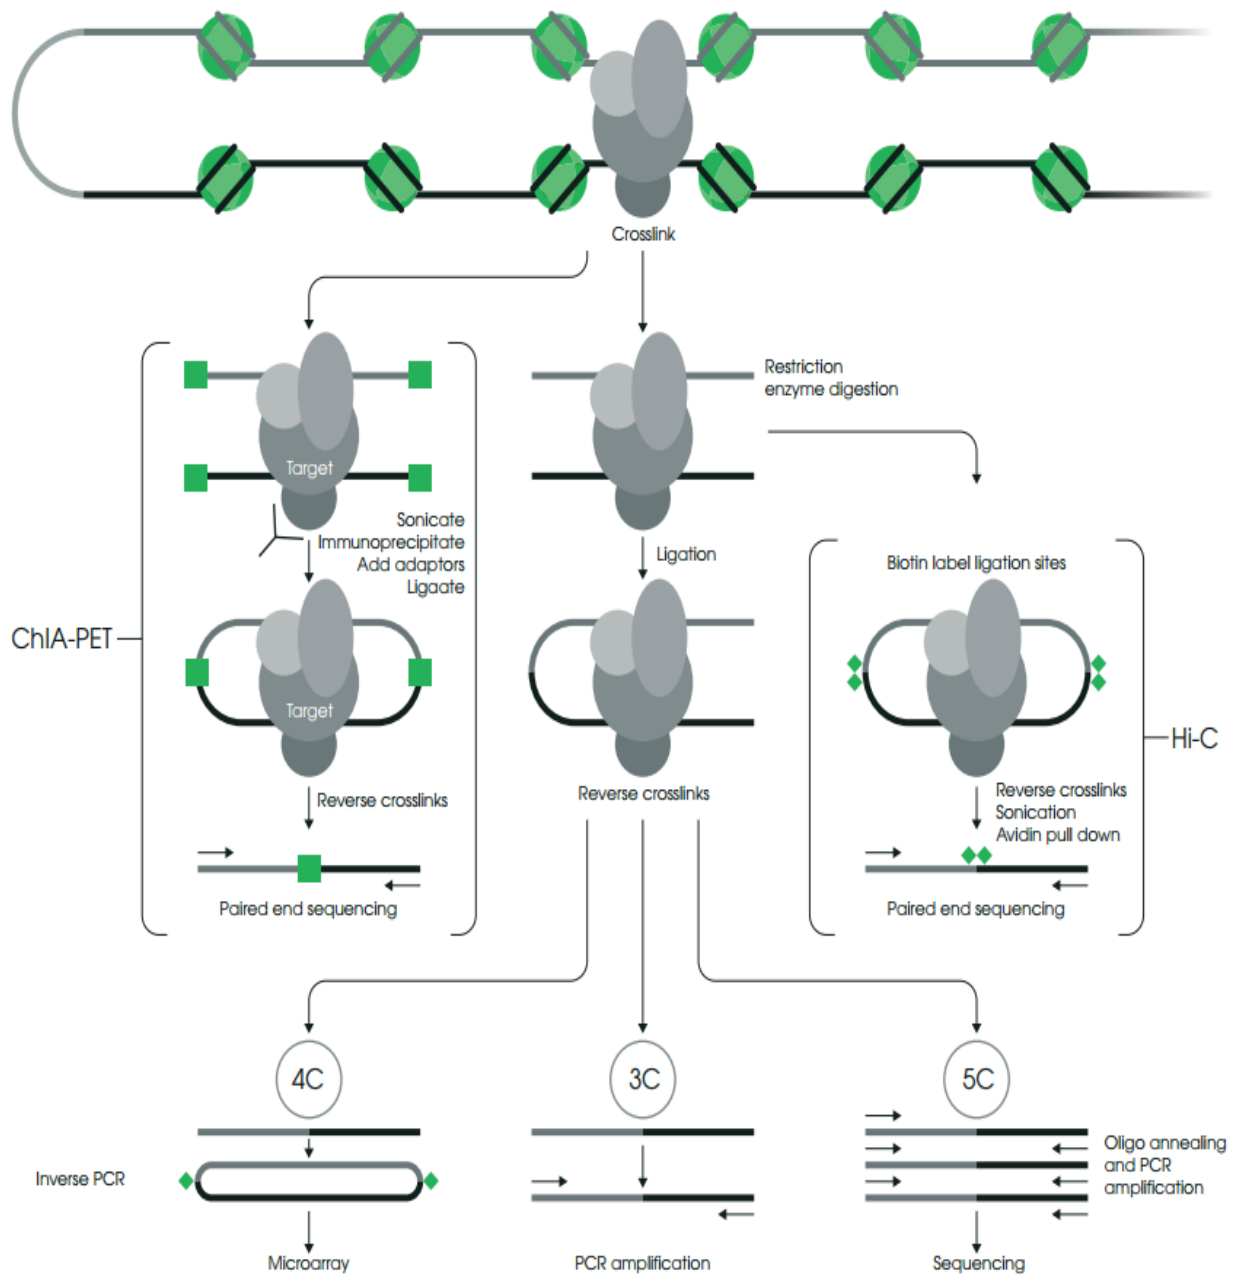 Crosslink
Restriction
enzyme digestion
Target
Sonicate
Immunoprecipitate
Add adaptors
Ligaate
Ligation
Biotin label ligation sites
ChIA-PET
Target
Hi-C
Reverse crosslinks
Reverse crosslinks
Reverse crosslinks
Sonication
Avidin pull down
Paired end sequencing
Paired end sequencing
4C
3C
5C
Inverse PCR
Oligo annealing
and PCR
amplification
Microarray
PCR amplification
Sequencing